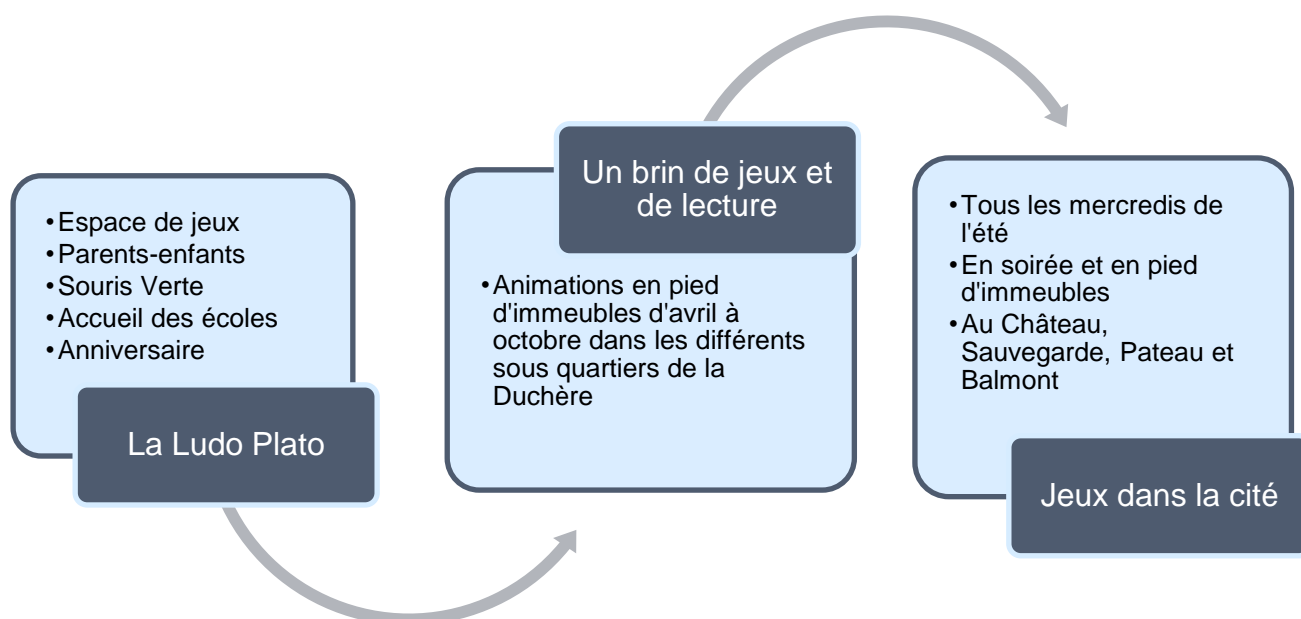 •Espace de jeux
•Parents-enfants
•Souris Verte
•Accueil des écoles
•Anniversaire
La Ludo Plato
Un brin de jeux et
de lecture
•Animations en pied
d'immeubles d'avril à
octobre dans les différents
sous quartiers de la
Duchère
•Tous les mercredis de
l'été
•En soirée et en pied
d'immeubles
•Au Château,
Sauvegarde, Pateau et
Balmont
Jeux dans la cité